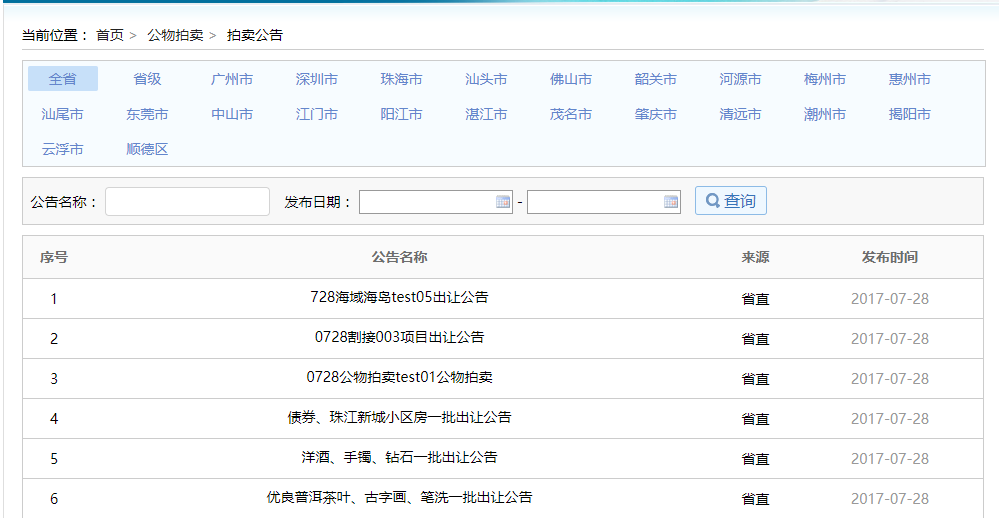 当前位置： 首页 > 公物拍卖 > 拍卖公告
全省 省级 广州市 深圳市 珠海市 汕头市 佛山市 韶关市 河源市 梅州市 惠州市
汕尾市 东莞市 中山市 江门市 阳江市 湛江市 茂名市 肇庆市 清远市 潮州市 揭阳市
云浮市 顺德区
公告名称： 发布日期： - 查询
序号 公告名称 来源 发布时间
1 728海域海岛test05出让公告 省直 2017-07-28
2 0728割接003项目出让公告 省直 2017-07-28
3 0728公物拍卖test01公物拍卖 省直 2017-07-28
4 债券、珠江新城小区房一批出让公告 省直 2017-07-28
5 洋酒、手镯、钻石一批出让公告 省直 2017-07-28
6 优良普洱茶叶、古字画、笔洗一批出让公告 省直 2017-07-28